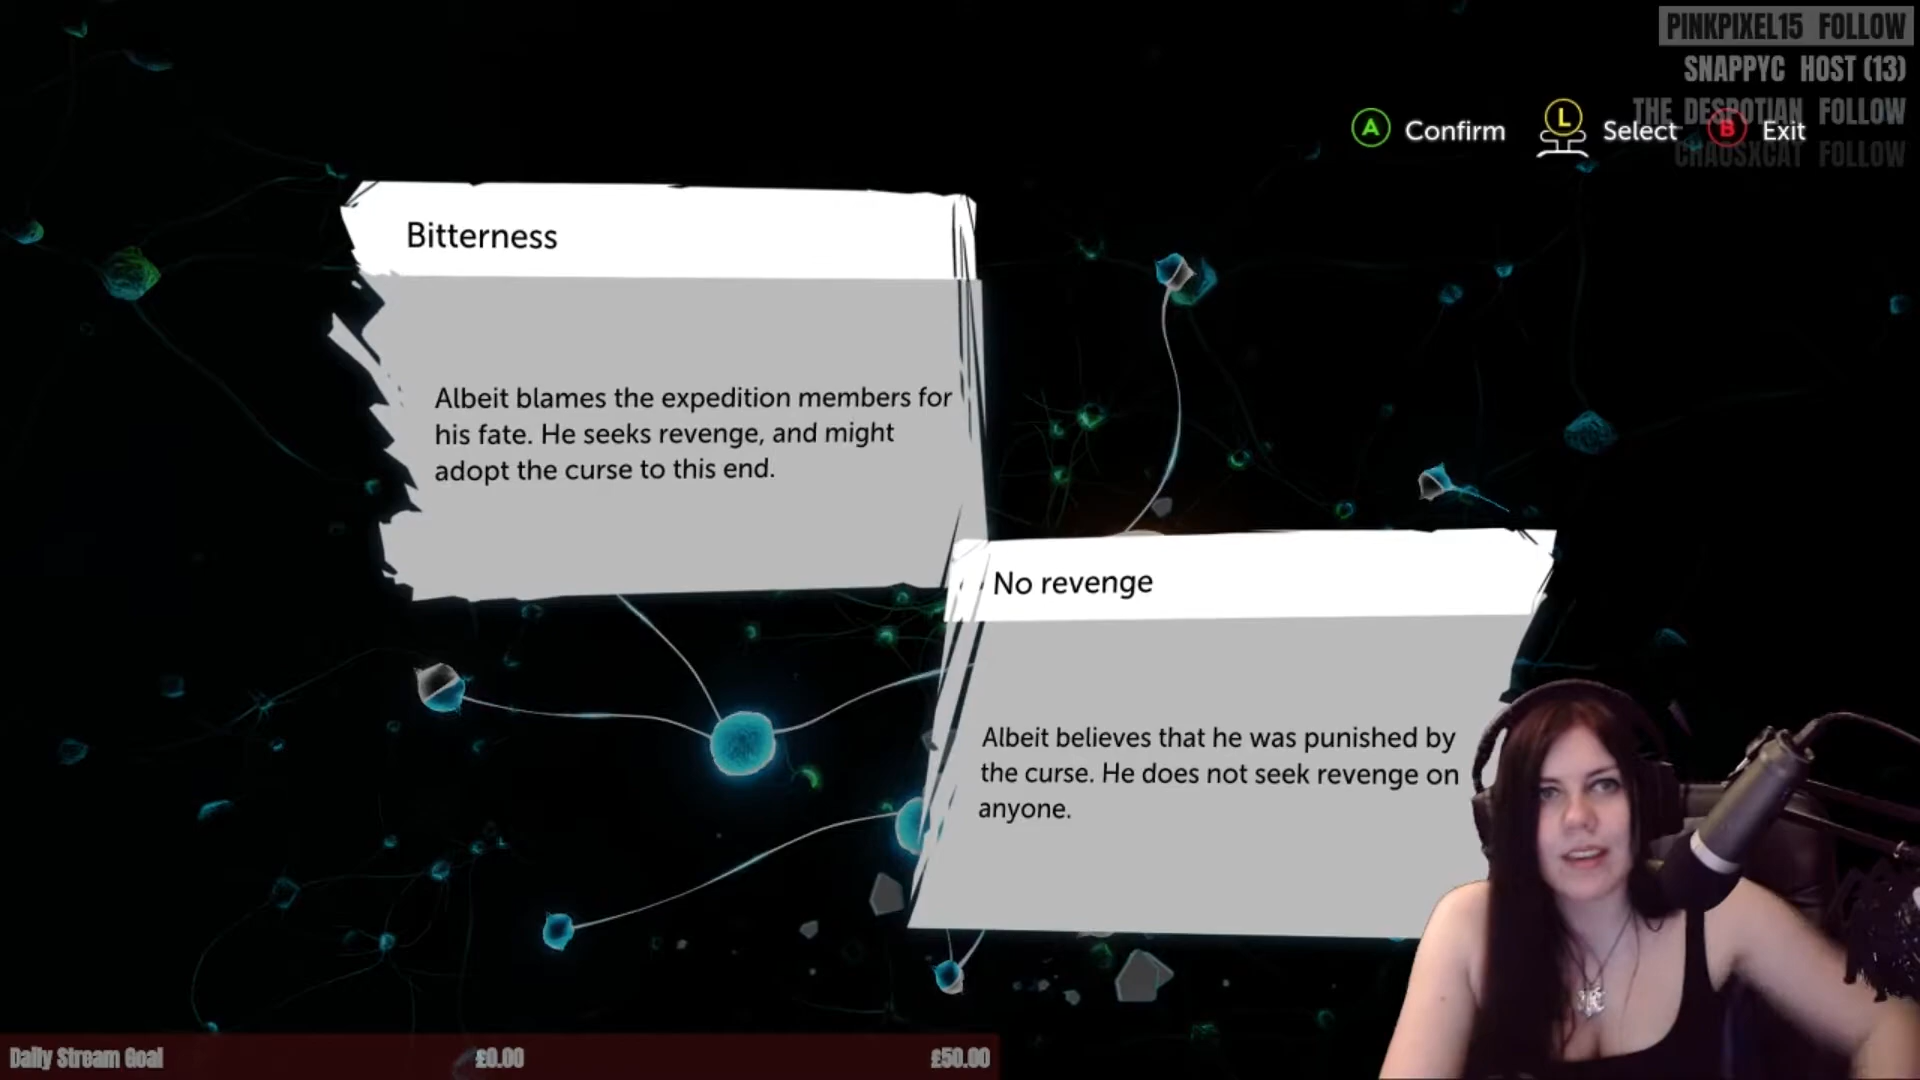 PINKPIXEL15 FOLLOW
SNAPPYC HOST (13)
THE DESPOTIAN FOLLOW
CHAOSXCAT FOLLOW
A Confirm L Select B Exit
Bitterness
Albeit blames the expedition members for
his fate. He seeks revenge, and might
adopt the curse to this end.
No revenge
Albeit believes that he was punished by
the curse. He does not seek revenge on
anyone.
Daily Stream Goal £0.00 £50.00